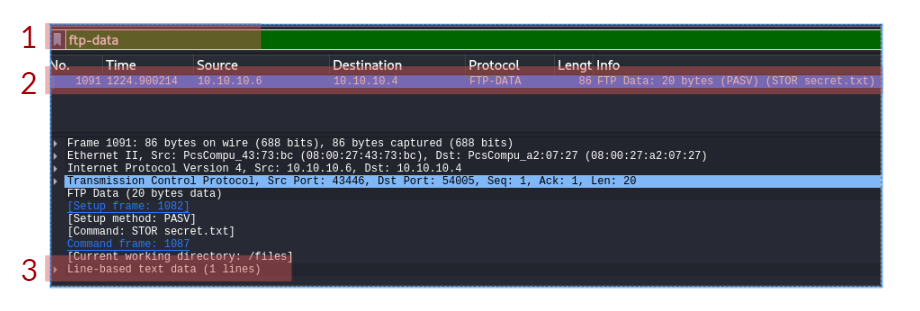 1 ftp-data
No. Time Source Destination Protocol Lengt Info
2 1091 1224.900214 10.10.10.6 10.10.10.4 FTP-DATA 86 FTP Data: 20 bytes (PASV) (STOR secret.txt)
Frame 1091: 86 bytes on wire (688 bits), 86 bytes captured (688 bits)
Ethernet II, Src: PcsCompu_43:73:bc (08:00:27:43:73:bc), Dst: PcsCompu_a2:07:27 (08:00:27:a2:07:27)
Internet Protocol Version 4, Src: 10.10.10.6, Dst: 10.10.10.4
Transmission Control Protocol, Src Port: 43446, Dst Port: 54005, Seq: 1, Ack: 1, Len: 20
FTP Data (20 bytes data)
[Setup frame: 1082]
[Setup method: PASV]
[Command: STOR secret.txt]
Command frame: 1087
[Current working directory: /files]
3 Line-based text data (1 lines)